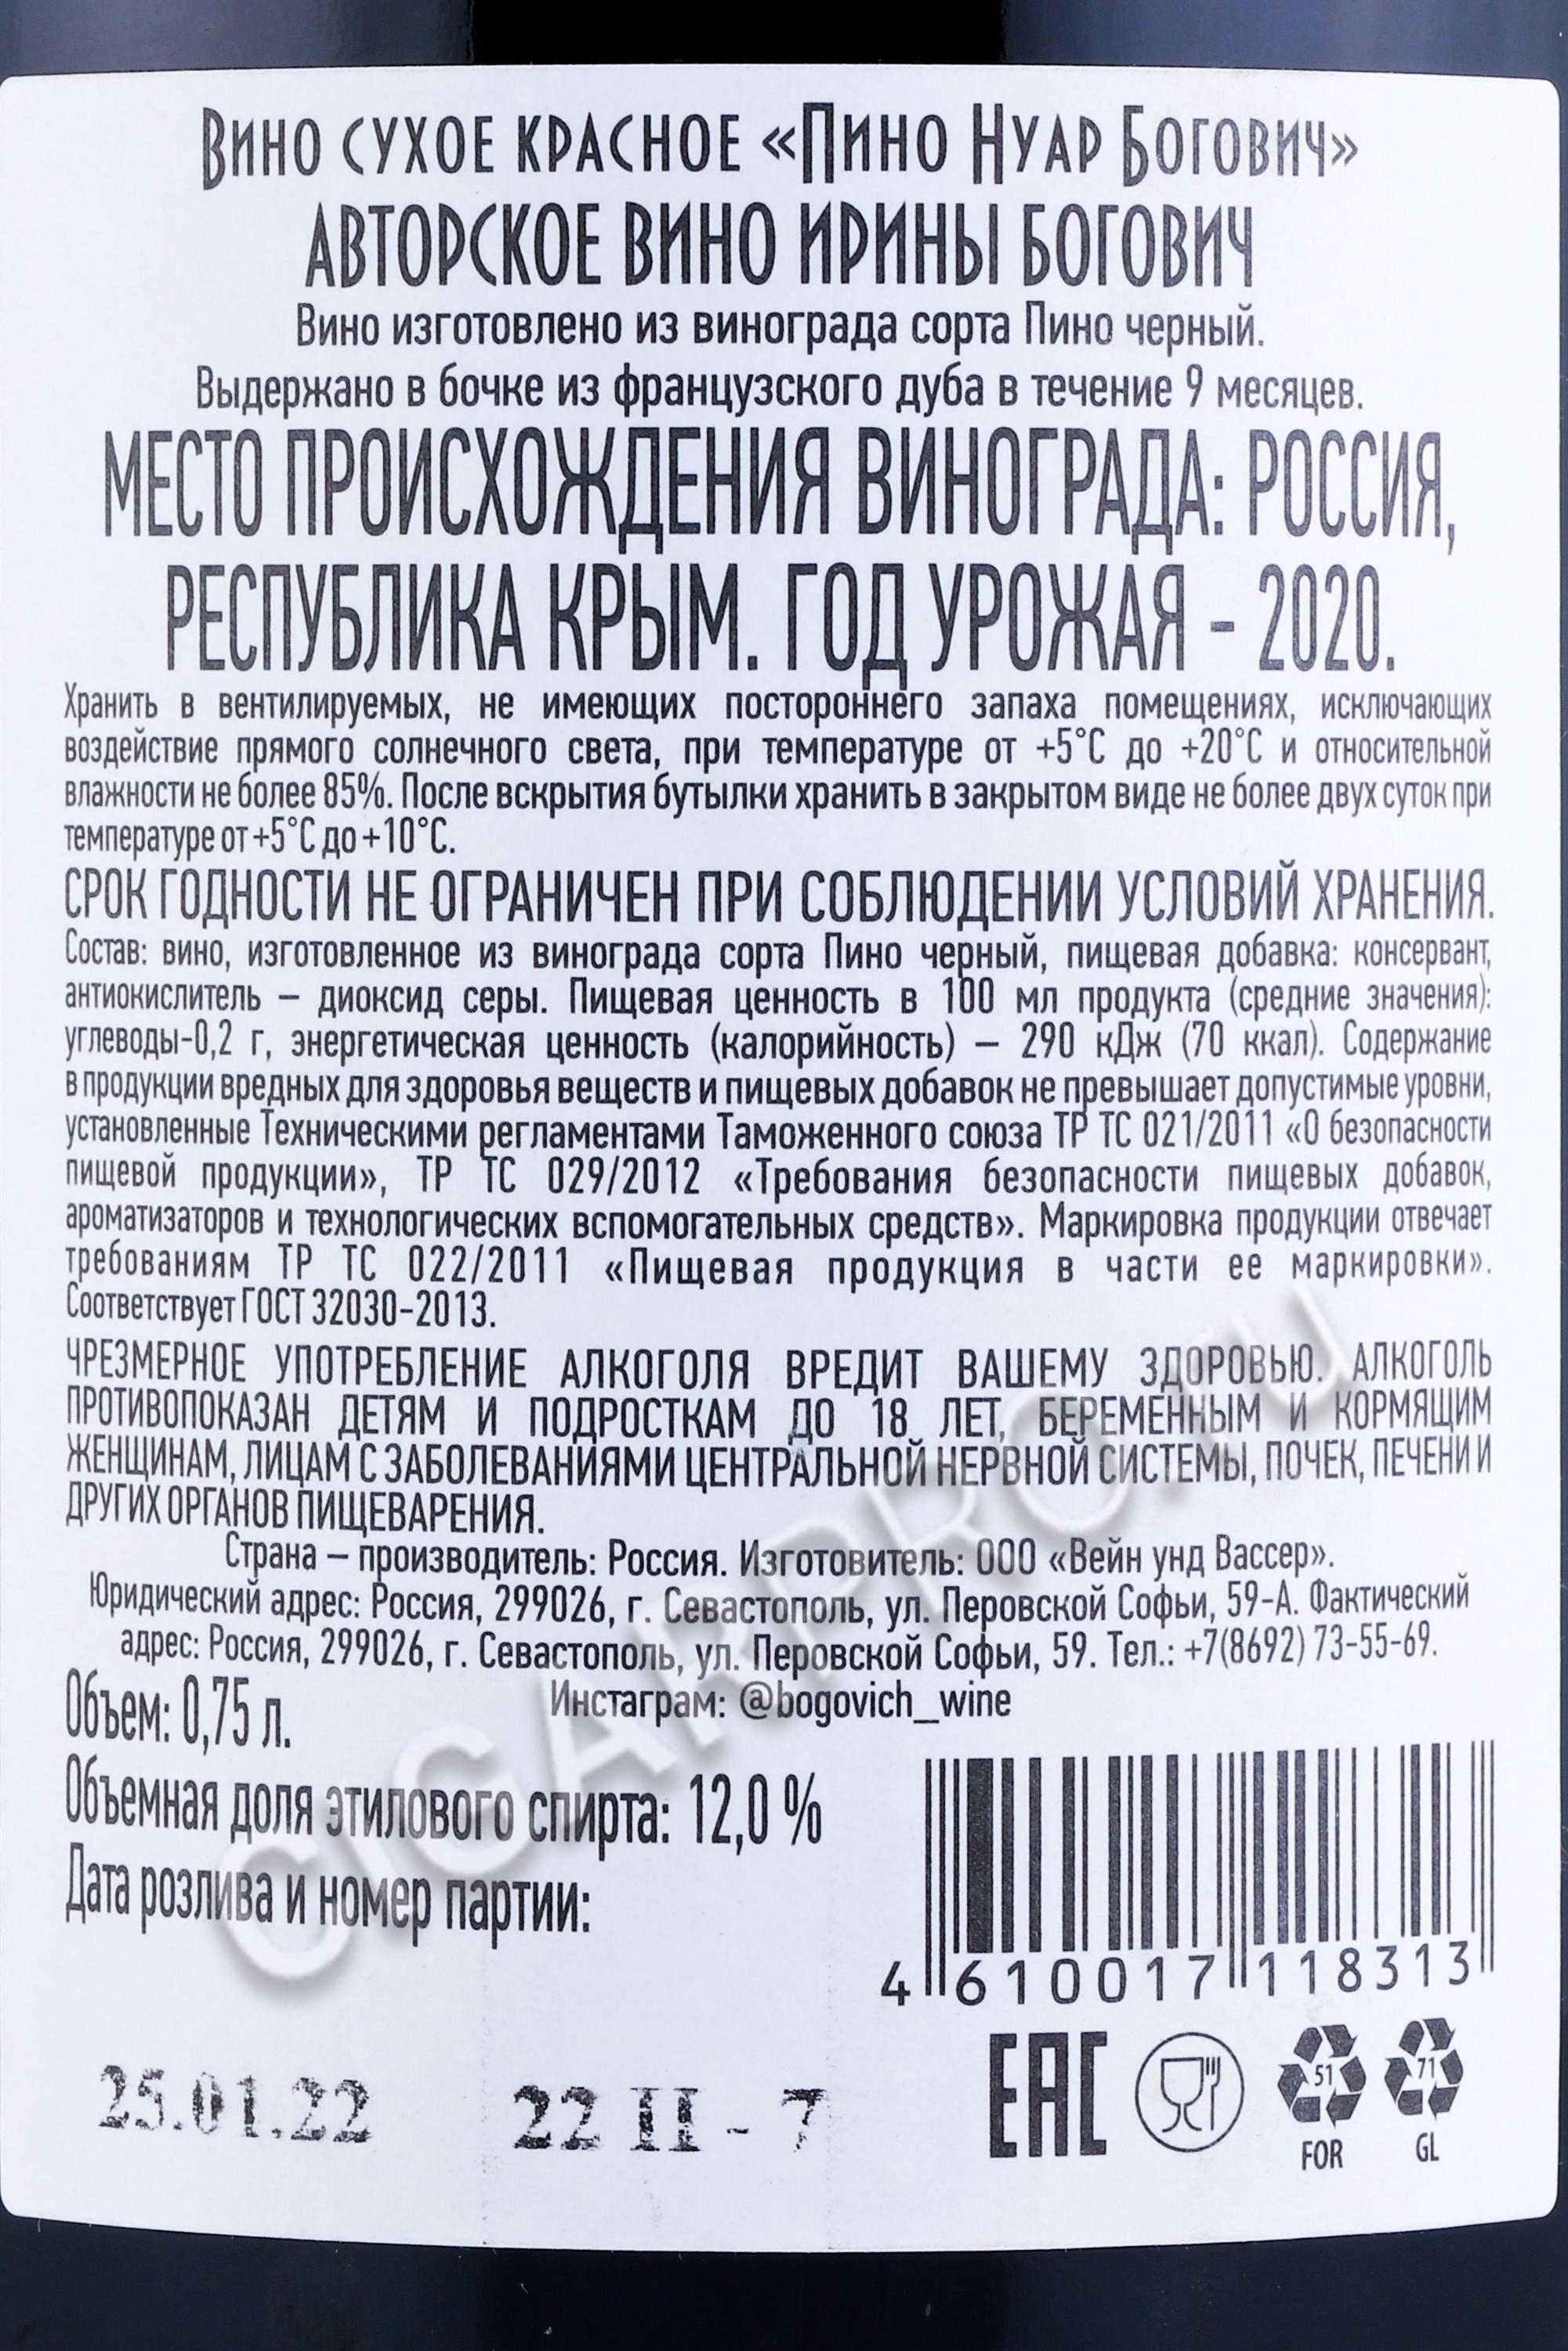 Вино сухое красное «Пино Нуар Богович»
АВТОРСКОЕ ВИНО ИРИНЫ БОГОВИЧ
Вино изготовлено из винограда сорта Пино черный.
Выдержано в бочке из французского дуба в течение 9 месяцев.
МЕСТО ПРОИСХОЖДЕНИЯ ВИНОГРАДА: РОССИЯ,
РЕСПУБЛИКА КРЫМ. ГОД УРОЖАЯ - 2020.
Хранить в вентилируемых, не имеющих постороннего запаха помещениях, исключающих
воздействие прямого солнечного света, при температуре от +5°C до +20°C и относительной
влажности не более 85%. После вскрытия бутылки хранить в закрытом виде не более двух суток при
температуре от +5°C до +10°C.
СРОК ГОДНОСТИ НЕ ОГРАНИЧЕН ПРИ СОБЛЮДЕНИИ УСЛОВИЙ ХРАНЕНИЯ.
Состав: вино, изготовленное из винограда сорта Пино черный, пищевая добавка: консервант,
антиокислитель – диоксид серы. Пищевая ценность в 100 мл продукта (средние значения):
углеводы-0,2 г, энергетическая ценность (калорийность) – 290 кДж (70 ккал). Содержание
в продукции вредных для здоровья веществ и пищевых добавок не превышает допустимые уровни,
установленные Техническими регламентами Таможенного союза ТР ТС 021/2011 «О безопасности
пищевой продукции», ТР ТС 029/2012 «Требования безопасности пищевых добавок,
ароматизаторов и технологических вспомогательных средств». Маркировка продукции отвечает
требованиям ТР ТС 022/2011 «Пищевая продукция в части ее маркировки».
Соответствует ГОСТ 32030-2013.
ЧРЕЗМЕРНОЕ УПОТРЕБЛЕНИЕ АЛКОГОЛЯ ВРЕДИТ ВАШЕМУ ЗДОРОВЬЮ. АЛКОГОЛЬ
ПРОТИВОПОКАЗАН ДЕТЯМ И ПОДРОСТКАМ ДО 18 ЛЕТ, БЕРЕМЕННЫМ И КОРМЯЩИМ
ЖЕНЩИНАМ, ЛИЦАМ С ЗАБОЛЕВАНИЯМИ ЦЕНТРАЛЬНОЙ НЕРВНОЙ СИСТЕМЫ, ПОЧЕК, ПЕЧЕНИ И
ДРУГИХ ОРГАНОВ ПИЩЕВАРЕНИЯ.
Страна – производитель: Россия. Изготовитель: ООО «Вейн унд Вассер».
Юридический адрес: Россия, 299026, г. Севастополь, ул. Перовской Софьи, 59-А. Фактический
адрес: Россия, 299026, г. Севастополь, ул. Перовской Софьи, 59. Тел.: +7(8692) 73-55-69.
Инстаграм: @bogovich_wine
Объем: 0,75 л.
Объемная доля этилового спирта: 12,0 %
Дата розлива и номер партии:
4 610017 118313
25.01.22 22 II - 7
EAC
51
FOR
71
GL
CIGARPRO.ru